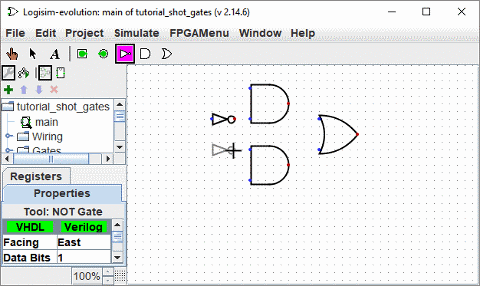 Logisim-evolution: main of tutorial_shot_gates (v 2.14.6)
File Edit Project Simulate FPGAMenu Window Help
A
tutorial_shot_gates
main
Wiring
Gates
Registers
Properties
Tool: NOT Gate
VHDL Verilog
Facing East
Data Bits 1
100%